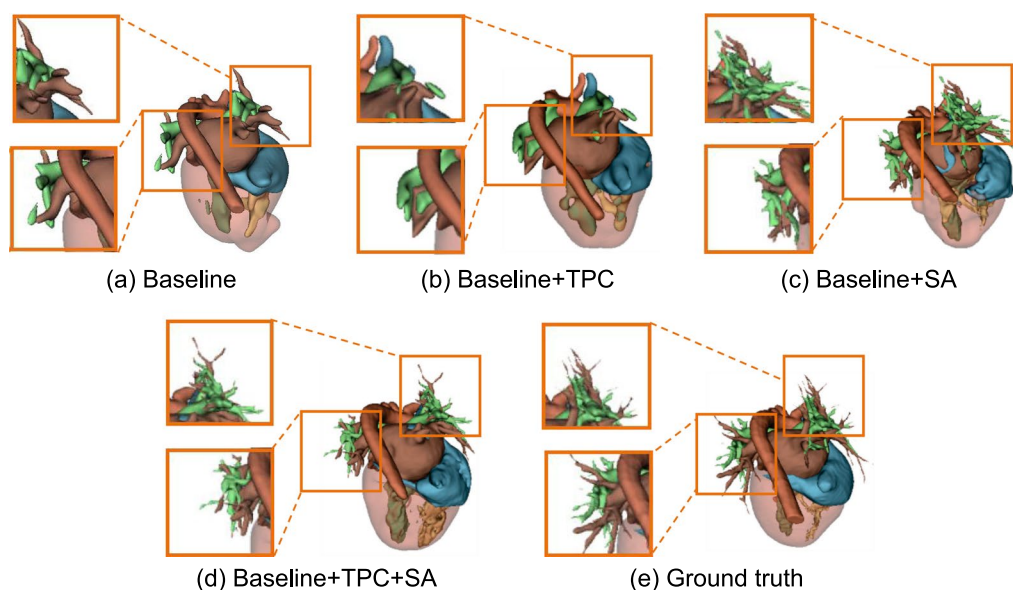 (a) Baseline
(b) Baseline+TPC
(c) Baseline+SA
(d) Baseline+TPC+SA
(e) Ground truth